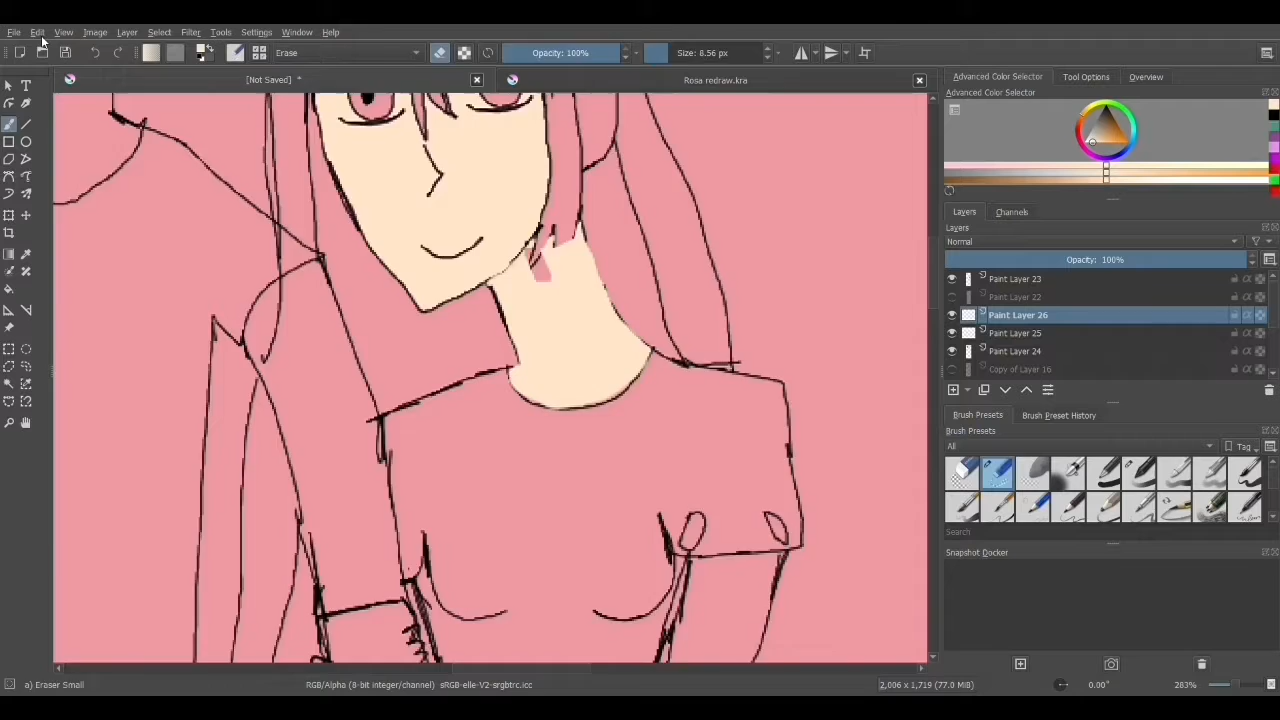 File Edit View Image Layer Filter Select Tools Settings Window Help
Erase Opacity: 100% Size: 8.56 px
[Not Saved] *
Rosa redraw.kra
Advanced Color Selector Tool Options Overview
Advanced Color Selector
Layers Channels
Layers
Normal
Opacity: 100%
Paint Layer 23
Paint Layer 22
Paint Layer 26
Paint Layer 25
Paint Layer 24
Copy of Layer 16
Brush Presets Brush Preset History
Brush Presets
All Tag
Search
Snapshot Docker
a) Eraser Small
RGB/Alpha (8-bit integer/channel) sRGB-elle-V2-srgbtrc.icc
2,006 x 1,719 (77.0 MiB)
0.00°
283%